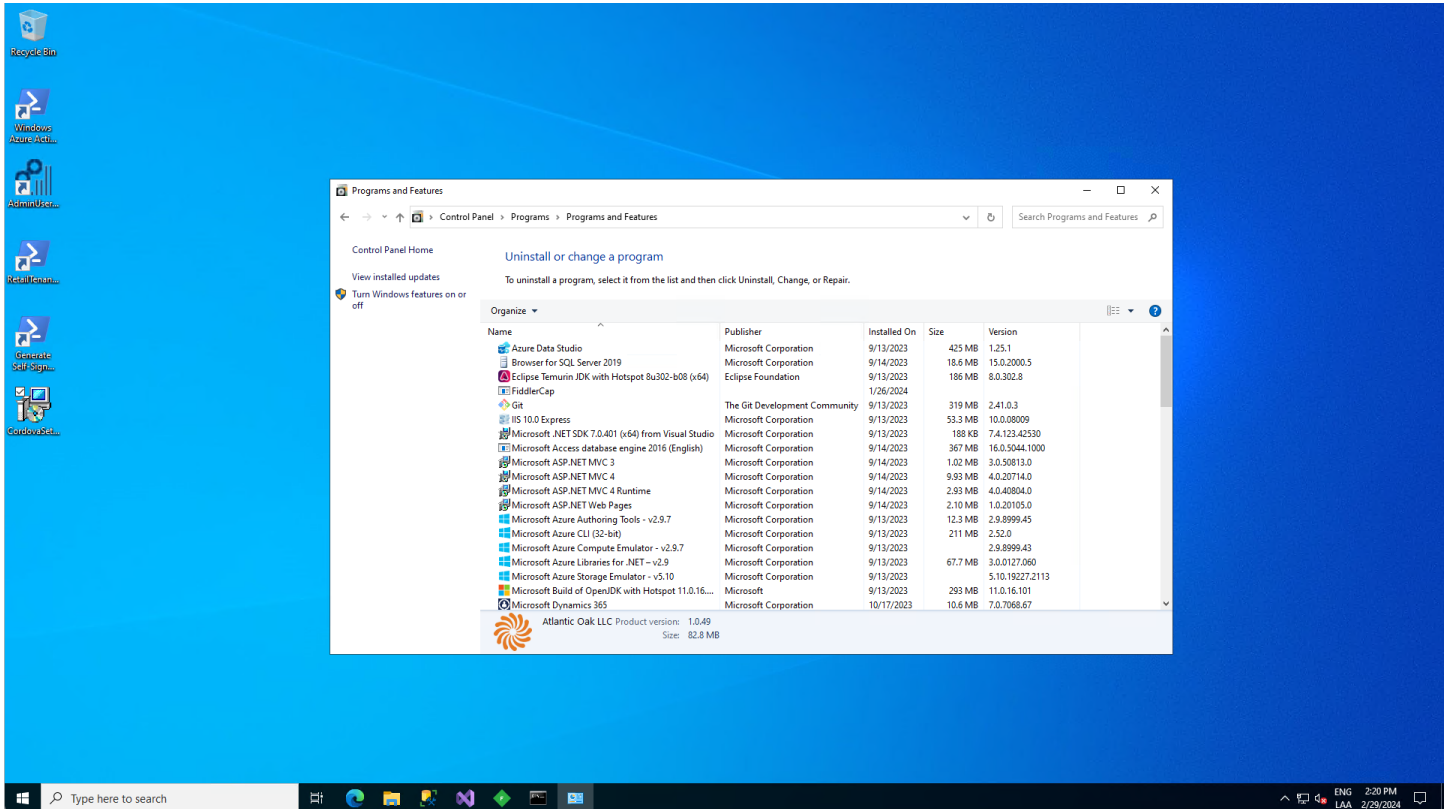 Recycle Bin
Windows
Azure Acti...
AdminUser...
RetailTenan...
Generate
Self-Sign...
CordovaSet...
Programs and Features
Control Panel › Programs › Programs and Features
Search Programs and Features
Control Panel Home
View installed updates
Turn Windows features on or
off
Uninstall or change a program
To uninstall a program, select it from the list and then click Uninstall, Change, or Repair.
Organize
Name Publisher Installed On Size Version
Azure Data Studio Microsoft Corporation 9/13/2023 425 MB 1.25.1
Browser for SQL Server 2019 Microsoft Corporation 9/14/2023 18.6 MB 15.0.2000.5
Eclipse Temurin JDK with Hotspot 8u302-b08 (x64) Eclipse Foundation 9/13/2023 186 MB 8.0.302.8
FiddlerCap 1/26/2024
Git The Git Development Community 9/13/2023 319 MB 2.41.0.3
IIS 10.0 Express Microsoft Corporation 9/13/2023 53.3 MB 10.0.08009
Microsoft .NET SDK 7.0.401 (x64) from Visual Studio Microsoft Corporation 9/13/2023 188 KB 7.4.123.42530
Microsoft Access database engine 2016 (English) Microsoft Corporation 9/14/2023 367 MB 16.0.5044.1000
Microsoft ASP.NET MVC 3 Microsoft Corporation 9/14/2023 1.02 MB 3.0.50813.0
Microsoft ASP.NET MVC 4 Microsoft Corporation 9/14/2023 9.93 MB 4.0.20714.0
Microsoft ASP.NET MVC 4 Runtime Microsoft Corporation 9/14/2023 2.93 MB 4.0.40804.0
Microsoft ASP.NET Web Pages Microsoft Corporation 9/14/2023 2.10 MB 1.0.20105.0
Microsoft Azure Authoring Tools - v2.9.7 Microsoft Corporation 9/13/2023 12.3 MB 2.9.8999.45
Microsoft Azure CLI (32-bit) Microsoft Corporation 9/13/2023 211 MB 2.52.0
Microsoft Azure Compute Emulator - v2.9.7 Microsoft Corporation 9/13/2023 2.9.8999.43
Microsoft Azure Libraries for .NET – v2.9 Microsoft Corporation 9/13/2023 67.7 MB 3.0.0127.060
Microsoft Azure Storage Emulator - v5.10 Microsoft Corporation 9/13/2023 5.10.19227.2113
Microsoft Build of OpenJDK with Hotspot 11.0.16.... Microsoft 9/13/2023 293 MB 11.0.16.101
Microsoft Dynamics 365 Microsoft Corporation 10/17/2023 10.6 MB 7.0.7068.67
Atlantic Oak LLC Product version: 1.0.49
Size: 82.8 MB
Type here to search
ENG 2:20 PM
LAA 2/29/2024